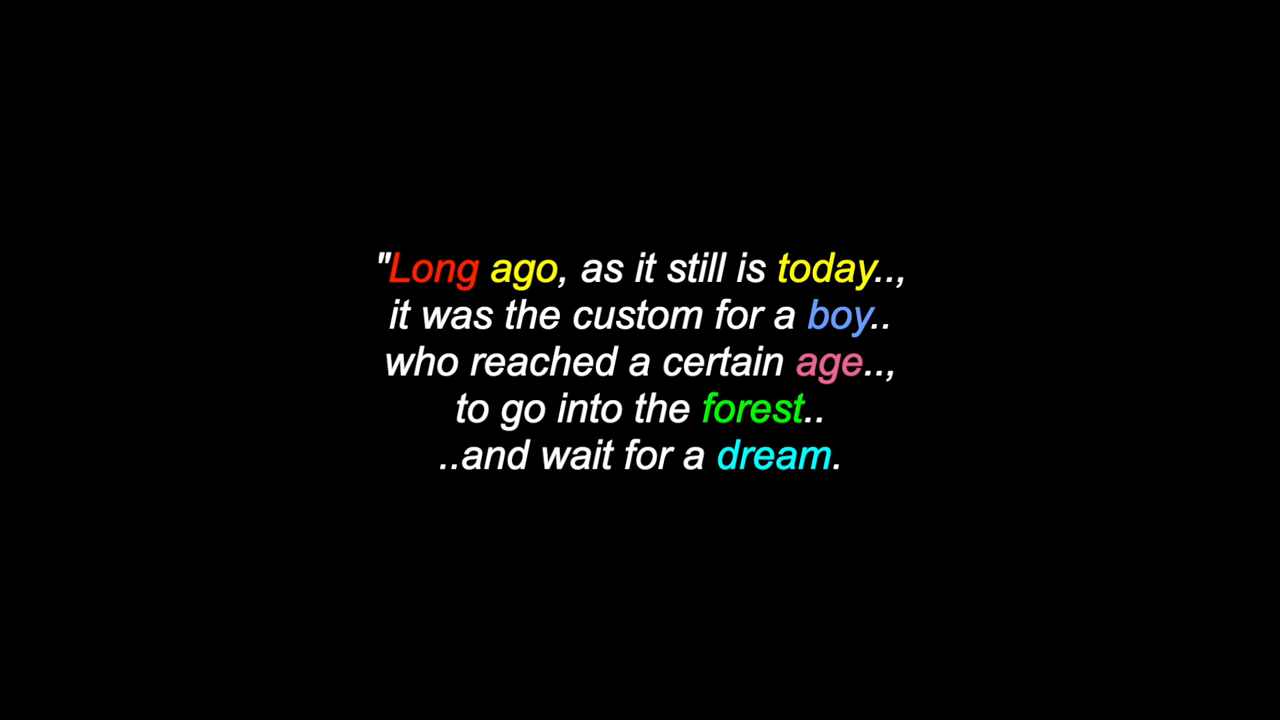 "Long ago, as it still is today..,
it was the custom for a boy..
who reached a certain age..,
to go into the forest..
..and wait for a dream.